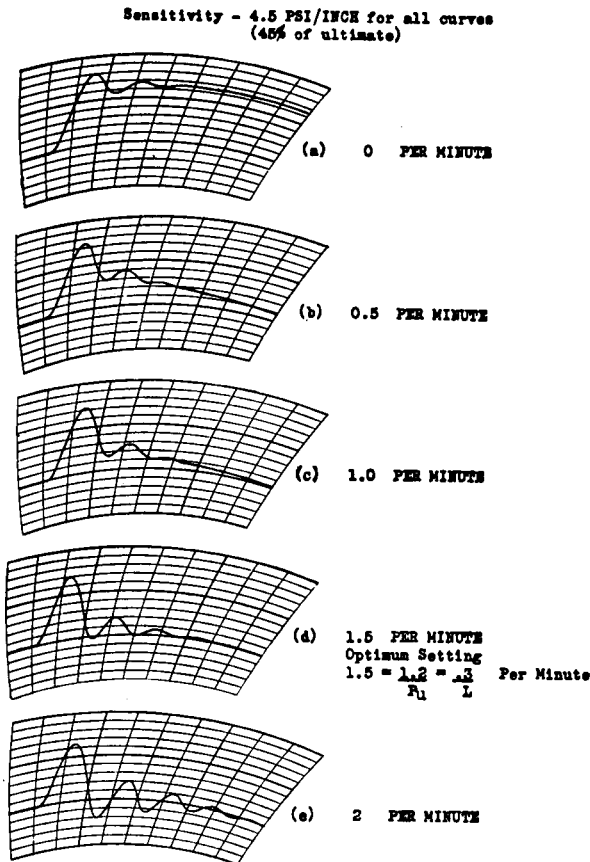 Sensitivity - 4.5 PSI/INCH for all curves
(45% of ultimate)
(a) 0 PER MINUTE
(b) 0.5 PER MINUTE
(c) 1.0 PER MINUTE
(d) 1.5 PER MINUTE
Optimum Setting
1.5 = 1.2 = .3 Per Minute
Pu L
(e) 2 PER MINUTE